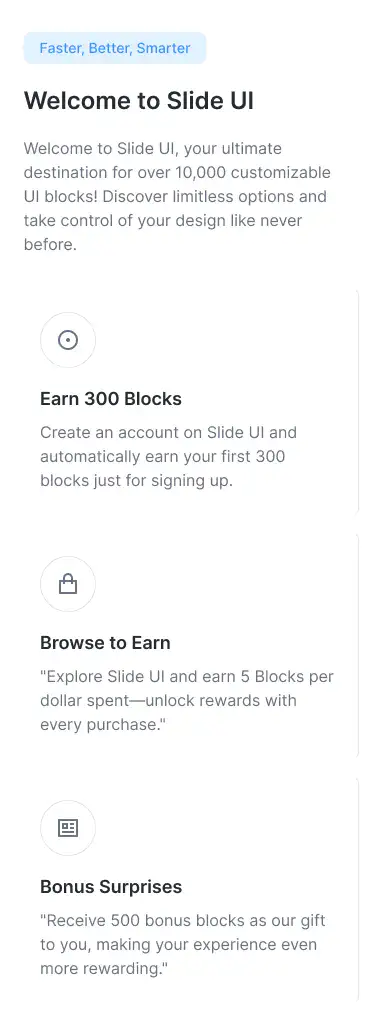 Faster, Better, Smarter
Welcome to Slide UI
Welcome to Slide UI, your ultimate
destination for over 10,000 customizable
UI blocks! Discover limitless options and
take control of your design like never
before.
Earn 300 Blocks
Create an account on Slide UI and
automatically earn your first 300
blocks just for signing up.
Browse to Earn
"Explore Slide UI and earn 5 Blocks per
dollar spent—unlock rewards with
every purchase."
Bonus Surprises
"Receive 500 bonus blocks as our gift
to you, making your experience even
more rewarding."